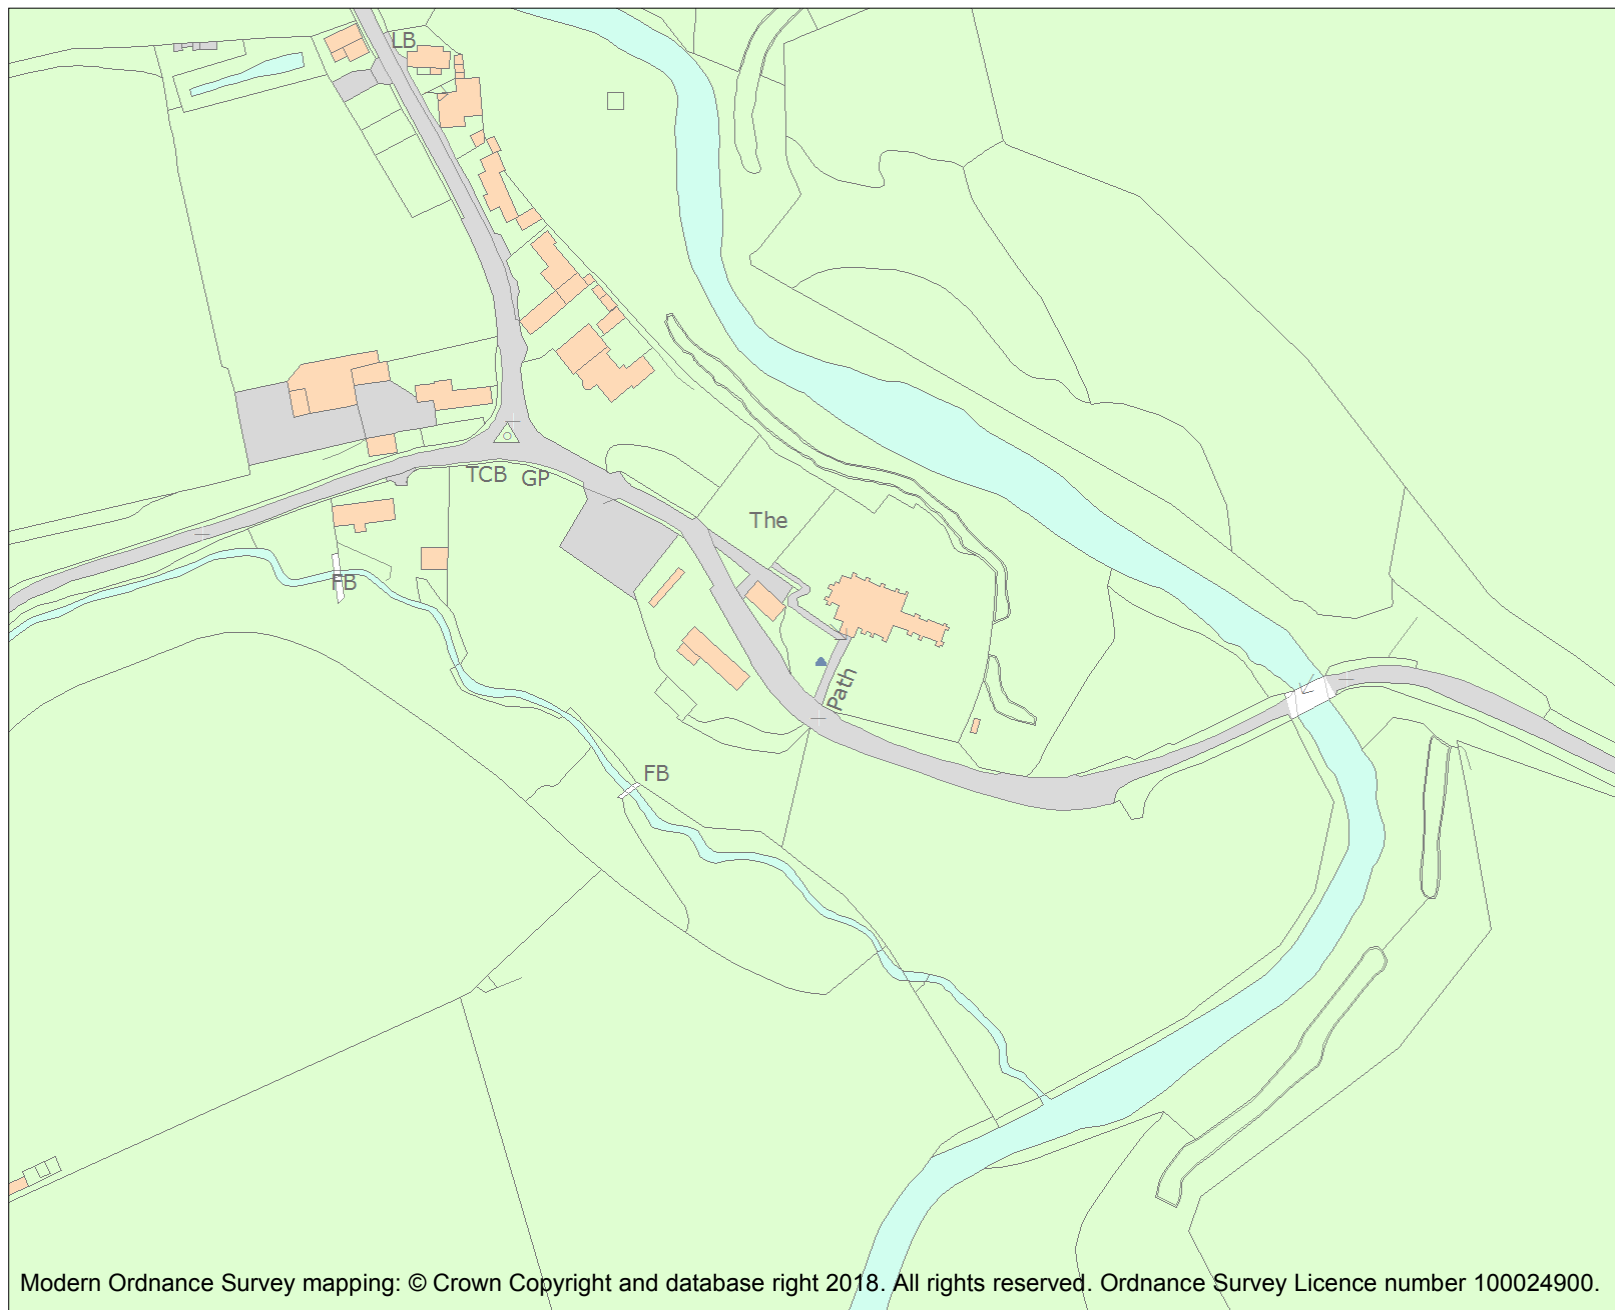 LB
TCB GP
The
FB
Path
FB
Modern Ordnance Survey mapping: © Crown Copyright and database right 2018. All rights reserved. Ordnance Survey Licence number 100024900.